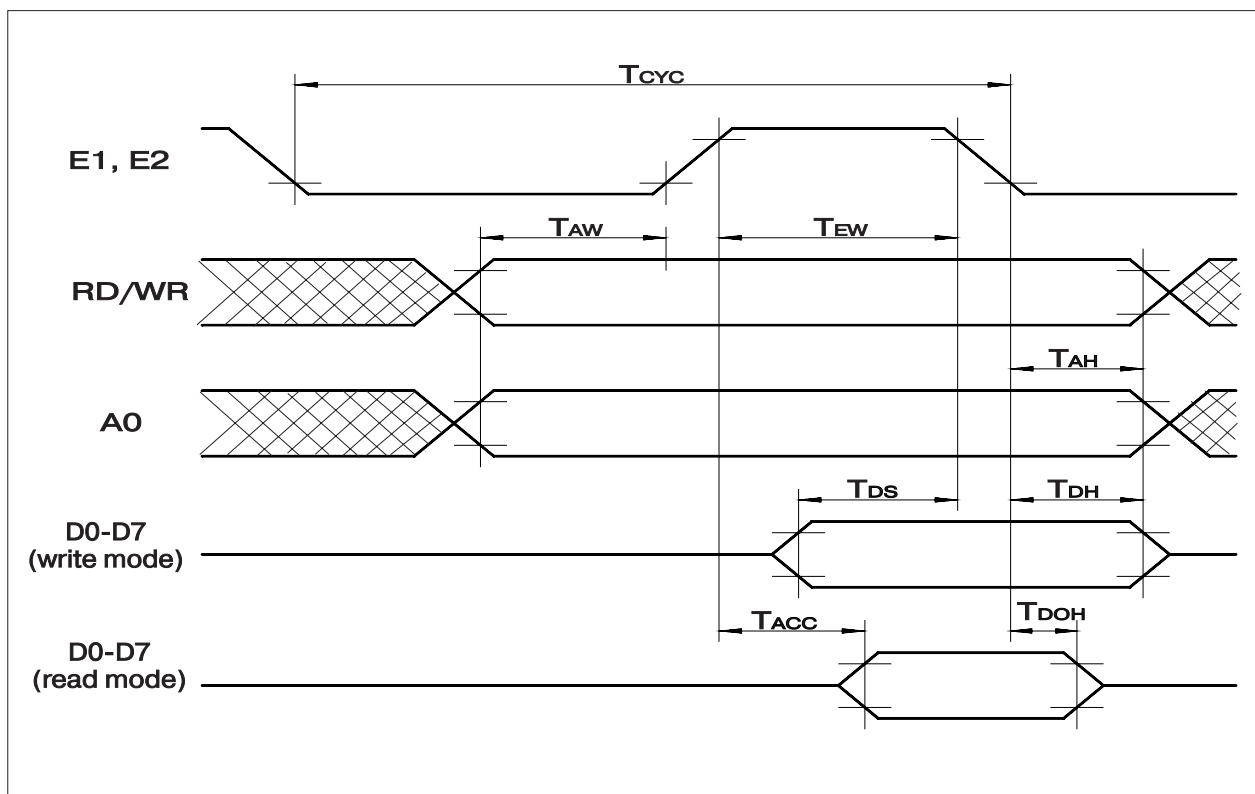 TCYC
E1, E2
TAW
TEW
RD/WR
TAH
A0
TDS
TDH
D0-D7
(write mode)
TACC
TDOH
D0-D7
(read mode)